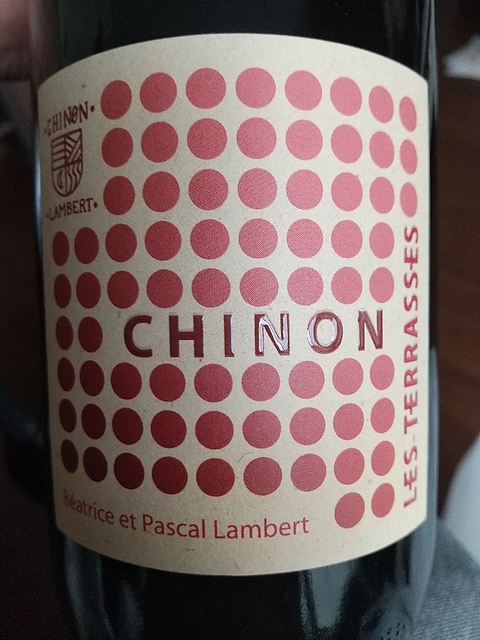 CHINON
LAMBERT
CHINON
LES TERRASSES
Béatrice et Pascal Lambert